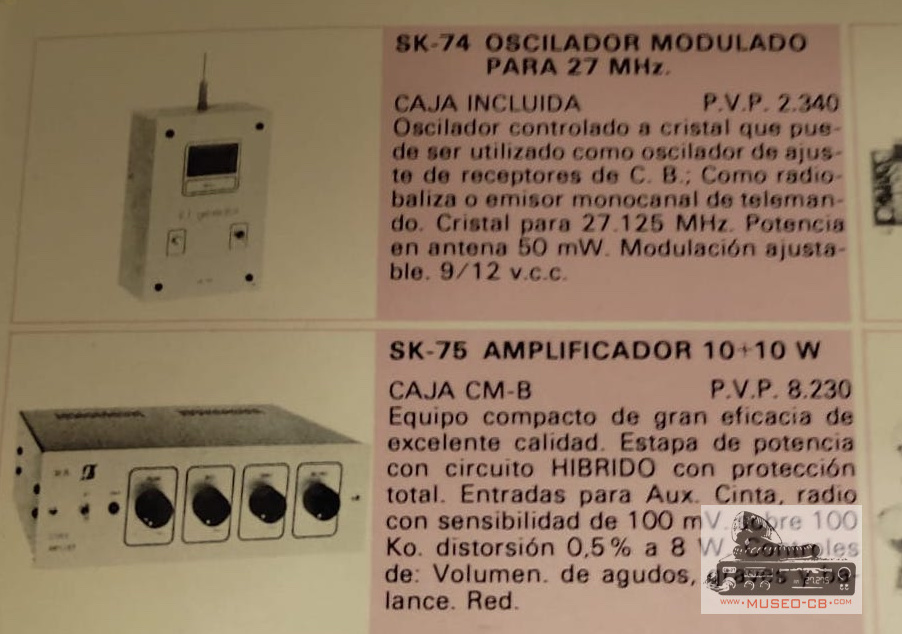 SK-74 OSCILADOR MODULADO
PARA 27 MHz.
CAJA INCLUIDA P.V.P. 2.340
Oscilador controlado a cristal que pue-
de ser utilizado como oscilador de ajus-
te de receptores de C. B.; Como radio-
baliza o emisor monocanal de teleman-
do. Cristal para 27.125 MHz. Potencia
en antena 50 mW. Modulación ajusta-
ble. 9/12 v.c.c.
SK-75 AMPLIFICADOR 10+10 W
CAJA CM-B P.V.P. 8.230
Equipo compacto de gran eficacia de
excelente calidad. Estapa de potencia
con circuito HIBRIDO con protección
total. Entradas para Aux. Cinta, radio
con sensibilidad de 100 mV. sobre 100
Ko. distorsión 0,5% a 8 W. Controles
de: Volumen. de agudos, graves y ba-
lance. Red.
www.MUSEO-CB.com